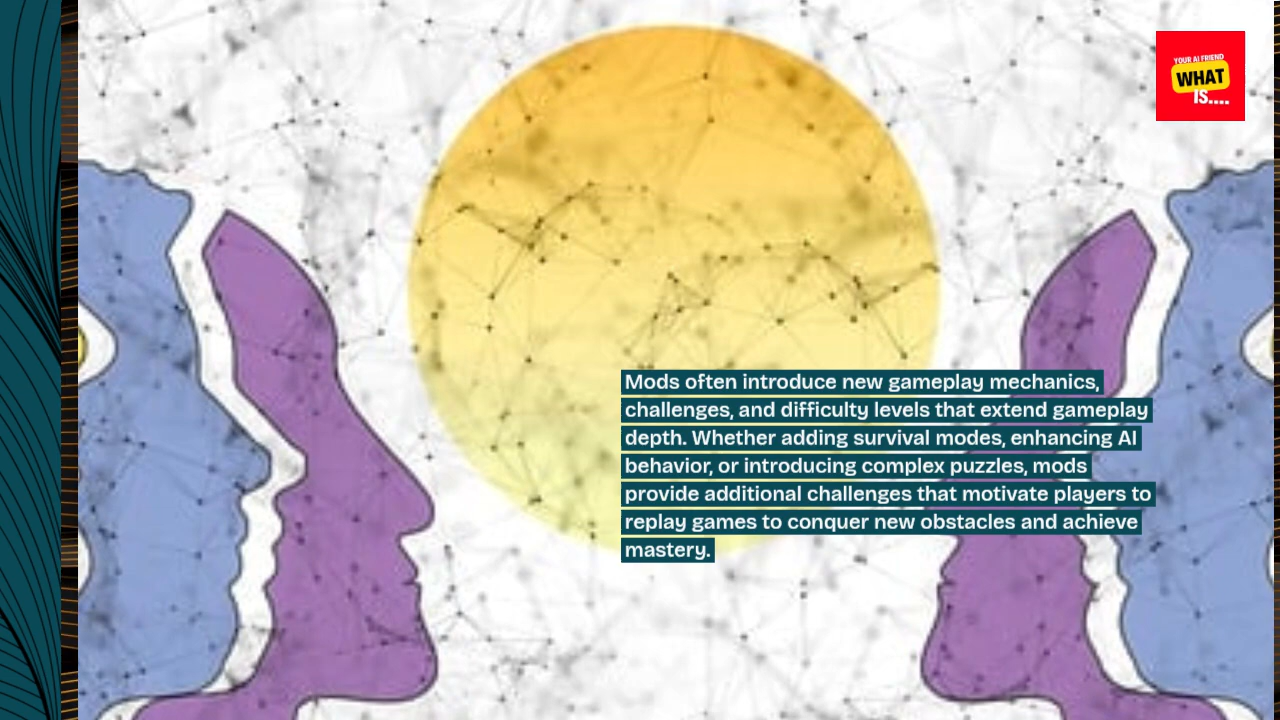 YOUR AI FRIEND
WHAT
IS....
Mods often introduce new gameplay mechanics,
challenges, and difficulty levels that extend gameplay
depth. Whether adding survival modes, enhancing AI
behavior, or introducing complex puzzles, mods
provide additional challenges that motivate players to
replay games to conquer new obstacles and achieve
mastery.